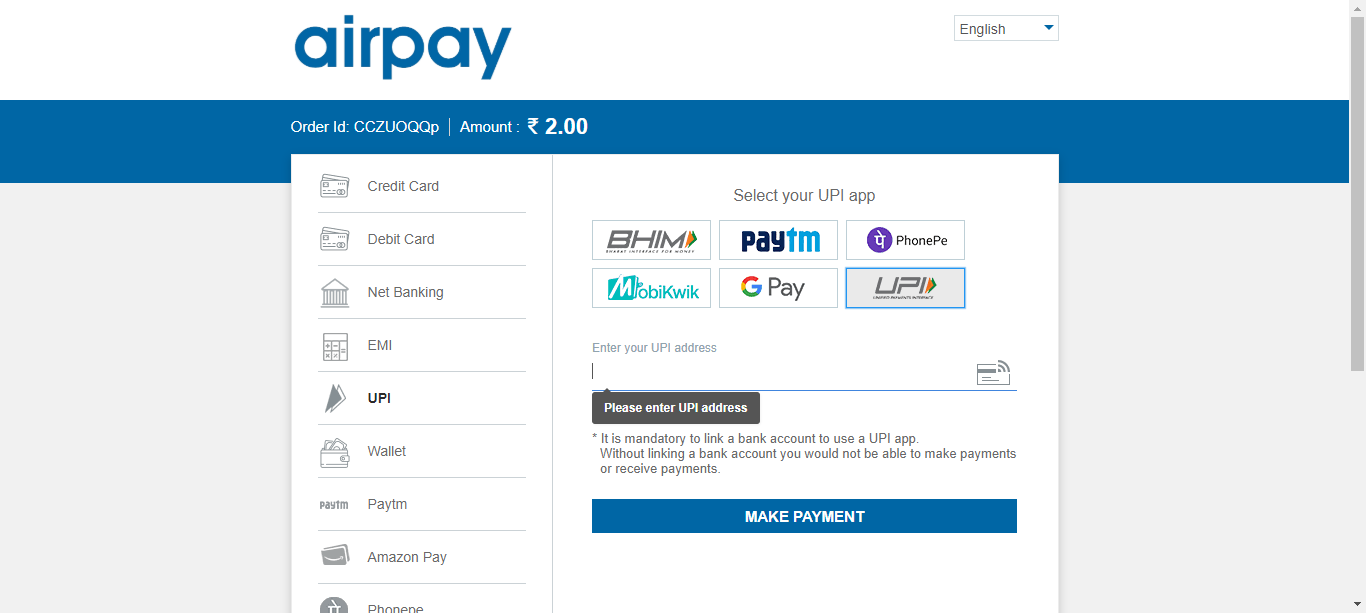 airpay
English
Order Id: CCZUOQQp | Amount : ₹ 2.00
Credit Card
Debit Card
Net Banking
EMI
UPI
Wallet
paytm Paytm
Amazon Pay
Phonepe
Select your UPI app
BHIM
BHARAT INTERFACE FOR MONEY
paytm
PhonePe
MobiKwik
G Pay
UPI
UNIFIED PAYMENTS INTERFACE
Enter your UPI address
Please enter UPI address
* It is mandatory to link a bank account to use a UPI app.
Without linking a bank account you would not be able to make payments
or receive payments.
MAKE PAYMENT